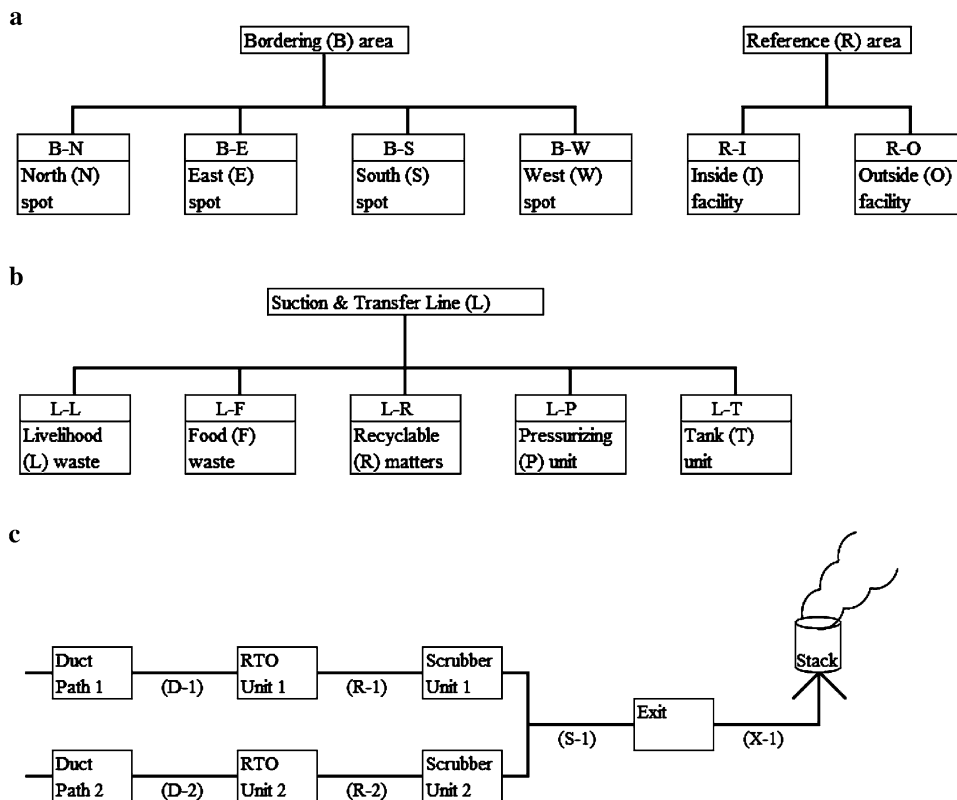 a
Bordering (B) area
Reference (R) area
B-N
North (N)
spot
B-E
East (E)
spot
B-S
South (S)
spot
B-W
West (W)
spot
R-I
Inside (I)
facility
R-O
Outside (O)
facility
b
Suction & Transfer Line (L)
L-L
Livelihood
(L) waste
L-F
Food (F)
waste
L-R
Recyclable
(R) matters
L-P
Pressurizing
(P) unit
L-T
Tank (T)
unit
c
Duct
Path 1
(D-1)
RTO
Unit 1
(R-1)
Scrubber
Unit 1
Duct
Path 2
(D-2)
RTO
Unit 2
(R-2)
Scrubber
Unit 2
(S-1)
Exit
(X-1)
Stack